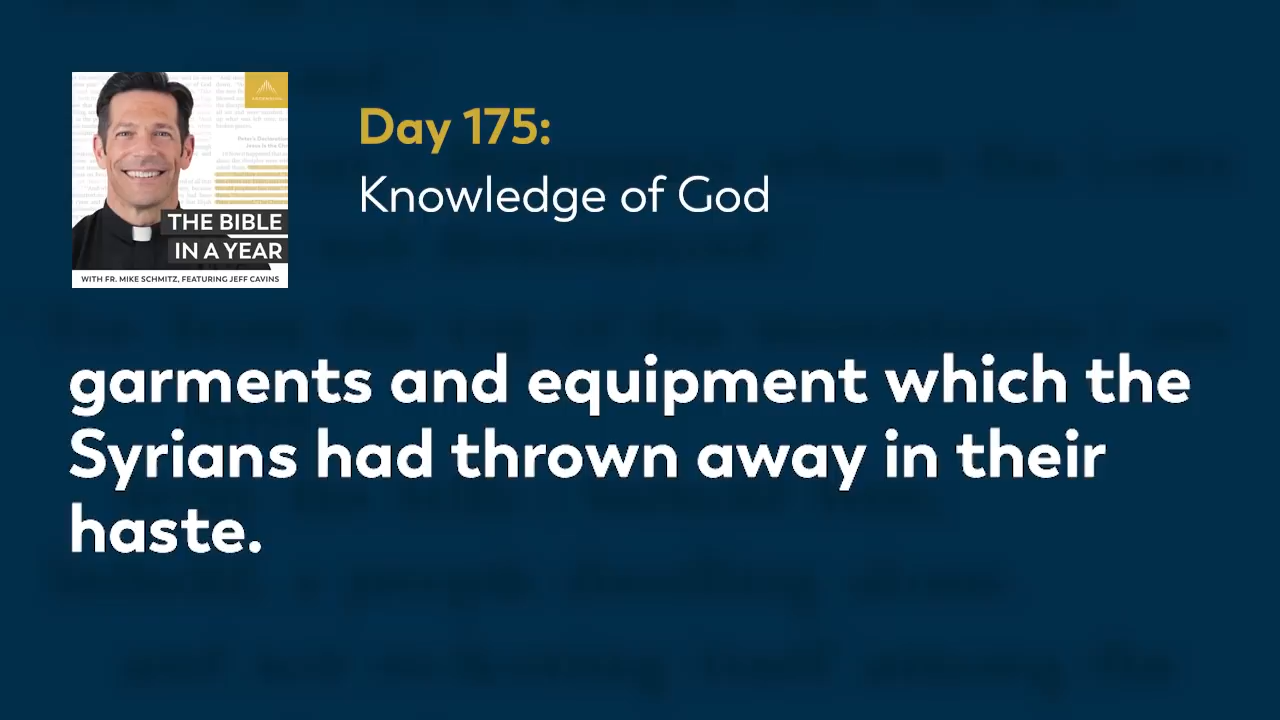 Day 175:
Knowledge of God
THE BIBLE
IN A YEAR
WITH FR. MIKE SCHMITZ, FEATURING JEFF CAVINS
garments and equipment which the
Syrians had thrown away in their
haste.